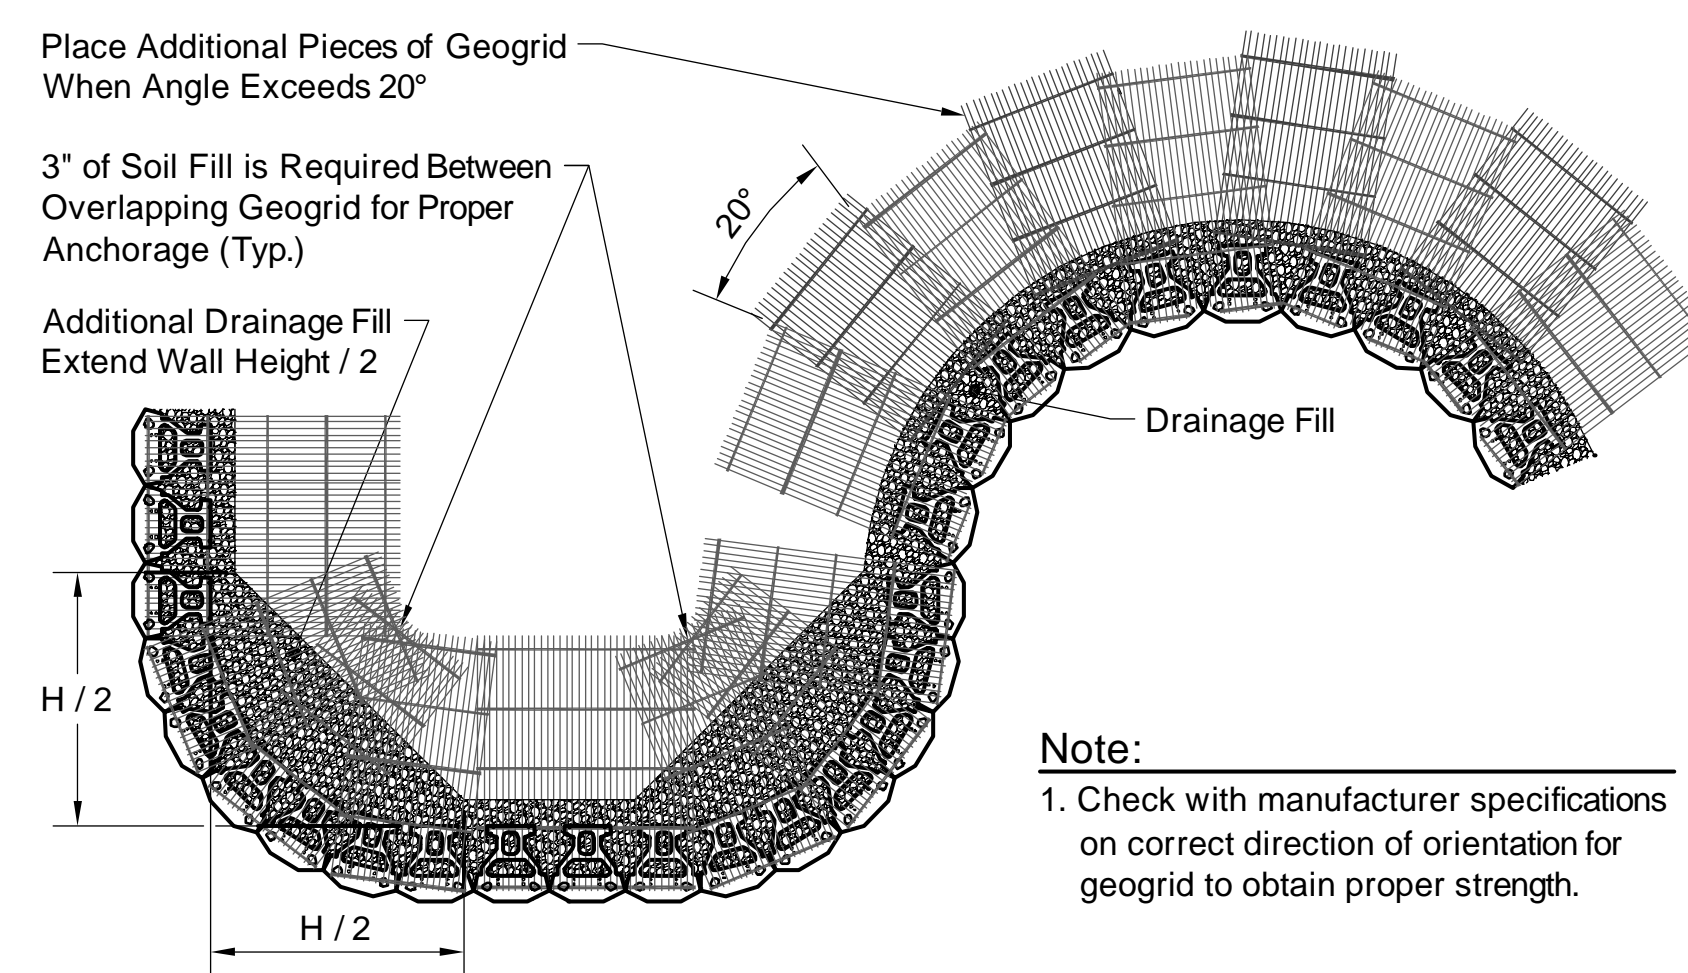 Place Additional Pieces of Geogrid
When Angle Exceeds 20°
3" of Soil Fill is Required Between
Overlapping Geogrid for Proper
Anchorage (Typ.)
Additional Drainage Fill
Extend Wall Height / 2
20°
Drainage Fill
H / 2
H / 2
Note:
1. Check with manufacturer specifications
on correct direction of orientation for
geogrid to obtain proper strength.